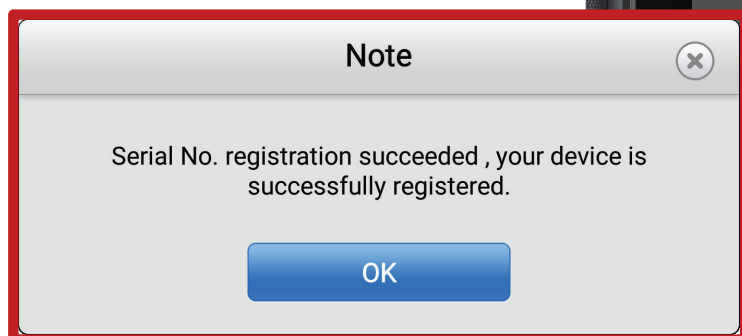 Note
Serial No. registration succeeded , your device is
successfully registered.
OK